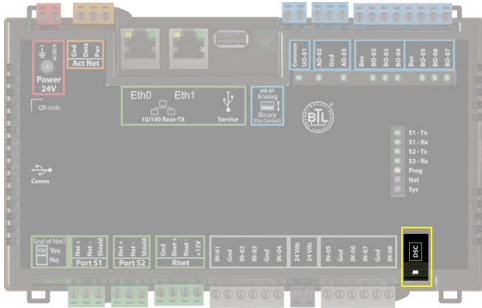 Gnd
Data
Pwr
Act Net
Power
24V
QR code
Eth0 Eth1
10/100 Base-TX
Service
UO-01
Analog
Binary
(Dry Contact)
Common
UO-01
AO-02
Gnd
AO-03
Bus
BO-02
BO-03
BO-04
Bus
BO-05
BO-06
BO-07
BTL
S1 - Tx
S1 - Rx
S2 - Tx
S2 - Rx
Prog
Net
Sys
Comm
End of Net?
Yes
No
Net +
Net -
Shield
Port S1
Net +
Net -
Shield
Port S2
Gnd
Rnet +
Rnet -
+12V
Rnet
IN-01
Gnd
IN-02
IN-03
Gnd
IN-04
24 Vdc
24 Vdc
IN-05
Gnd
IN-06
IN-07
Gnd
IN-08
DSC